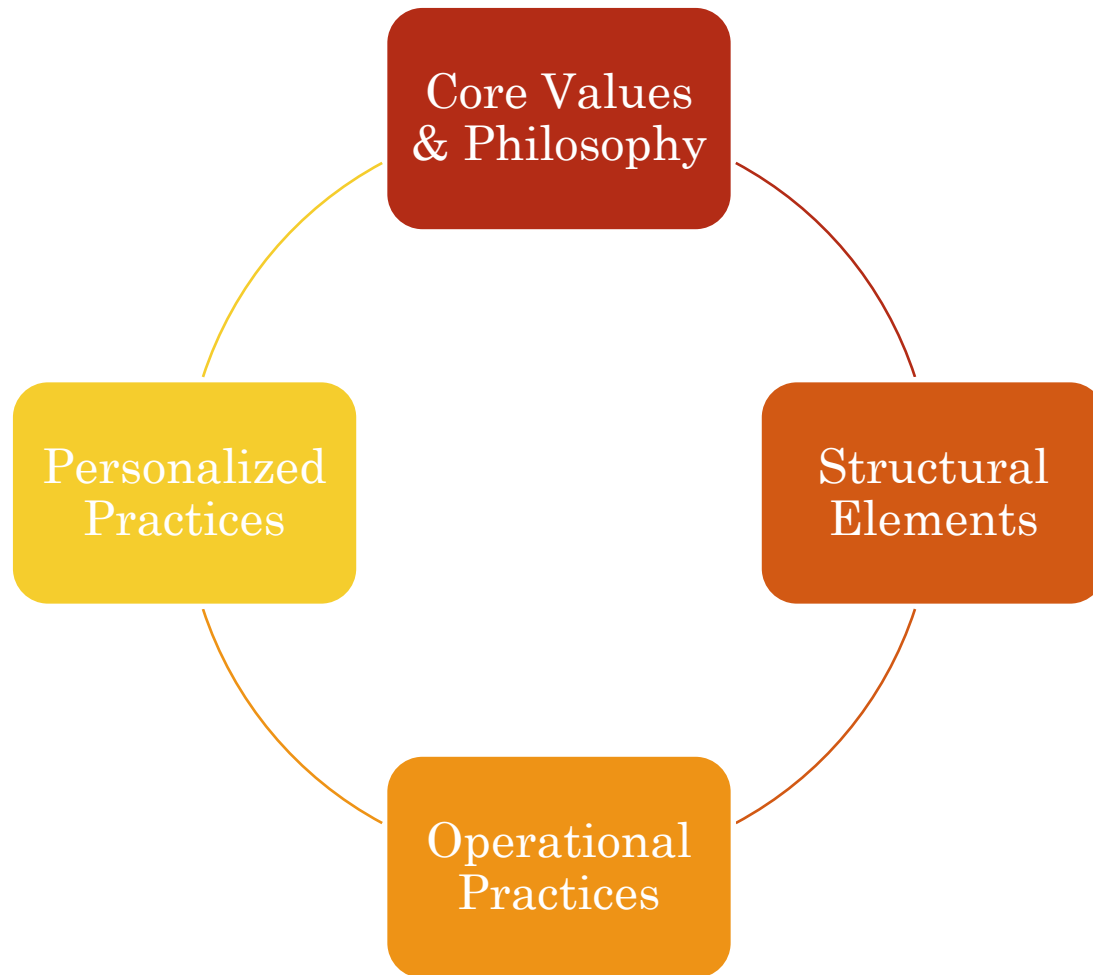 Core Values
& Philosophy
Personalized
Practices
Structural
Elements
Operational
Practices